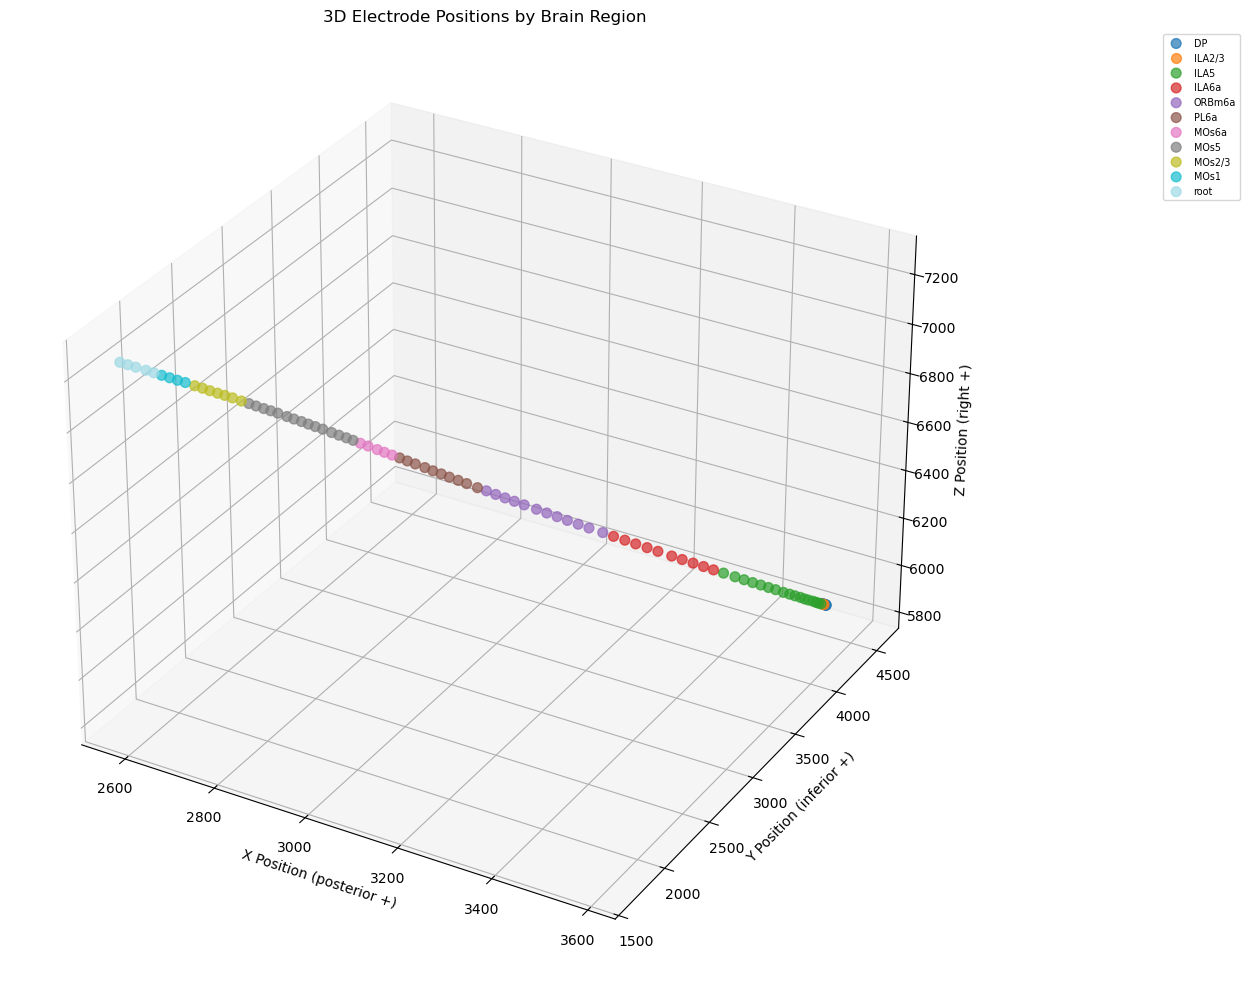 3D Electrode Positions by Brain Region
DP
ILA2/3
ILA5
ILA6a
ORBm6a
PL6a
MOs6a
MOs5
MOs2/3
MOs1
root
7200
7000
6800
6600
6400
6200
6000
5800
Z Position (right +)
4500
4000
3500
3000
2500
2000
1500
Y Position (inferior +)
2600
2800
3000
3200
3400
3600
X Position (posterior +)